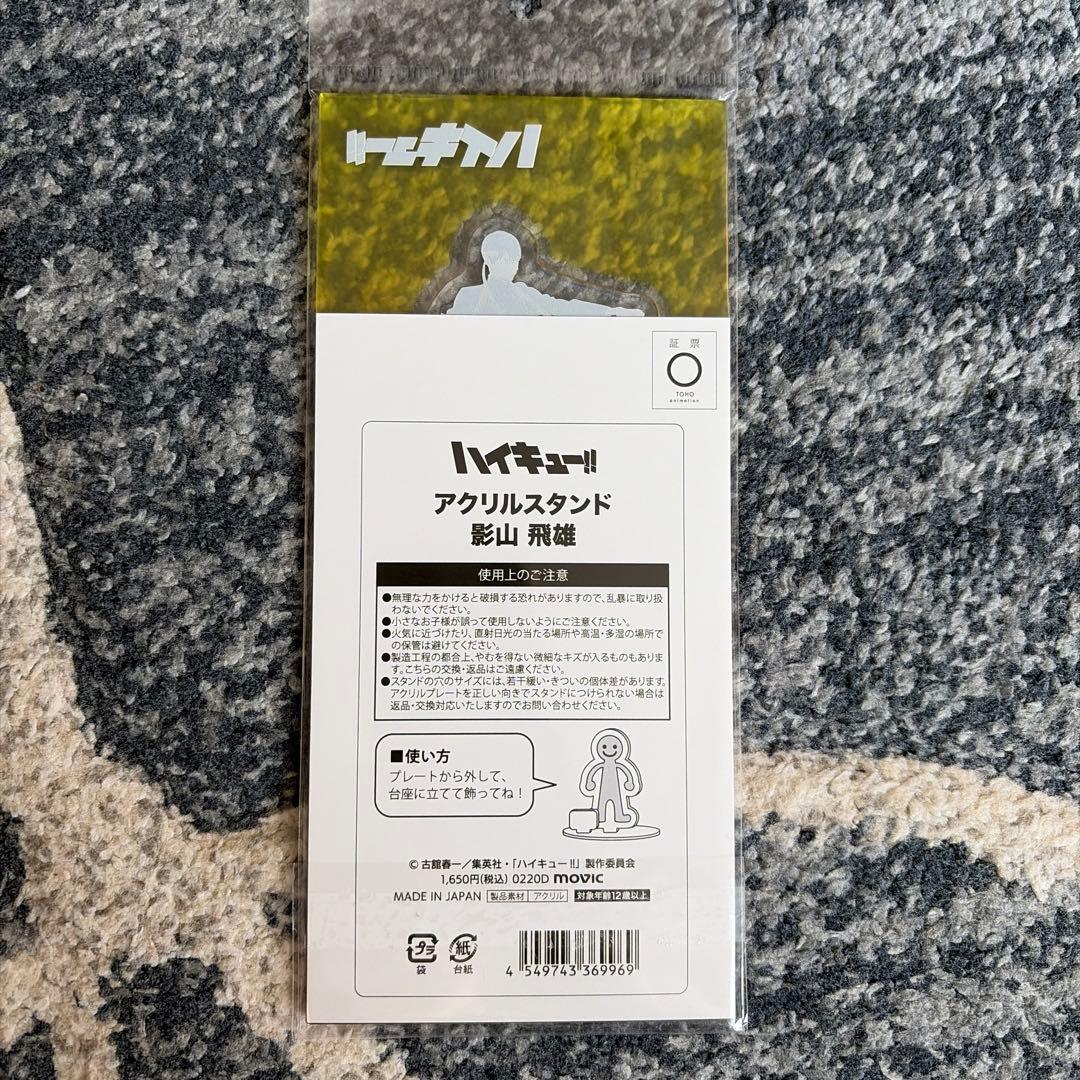 ハイキュー!!
証 票
TOHO
animation
ハイキュー!!
アクリルスタンド
影山 飛雄
使用上のご注意
●無理な力をかけると破損する恐れがありますので、乱暴に取り扱
わないでください。
●小さなお子様が誤って使用しないようにご注意ください。
●火気に近づけたり、直射日光の当たる場所や高温・多湿の場所で
の保管は避けてください。
●製造工程の都合上、やむを得ない微細なキズが入るものもありま
す。こちらの交換・返品はご遠慮ください。
●スタンドの穴のサイズには、若干緩い・きついの個体差があります。
アクリルプレートを正しい向きでスタンドにつけられない場合は
返品・交換対応いたしますのでお問い合わせください。
■使い方
プレートから外して、
台座に立てて飾ってね!
© 古舘春一/集英社・「ハイキュー!!」製作委員会
1,650円(税込) 0220D movic
MADE IN JAPAN 製品素材 アクリル 対象年齢12歳以上
プラ 紙
袋 台紙
4 549743 369969